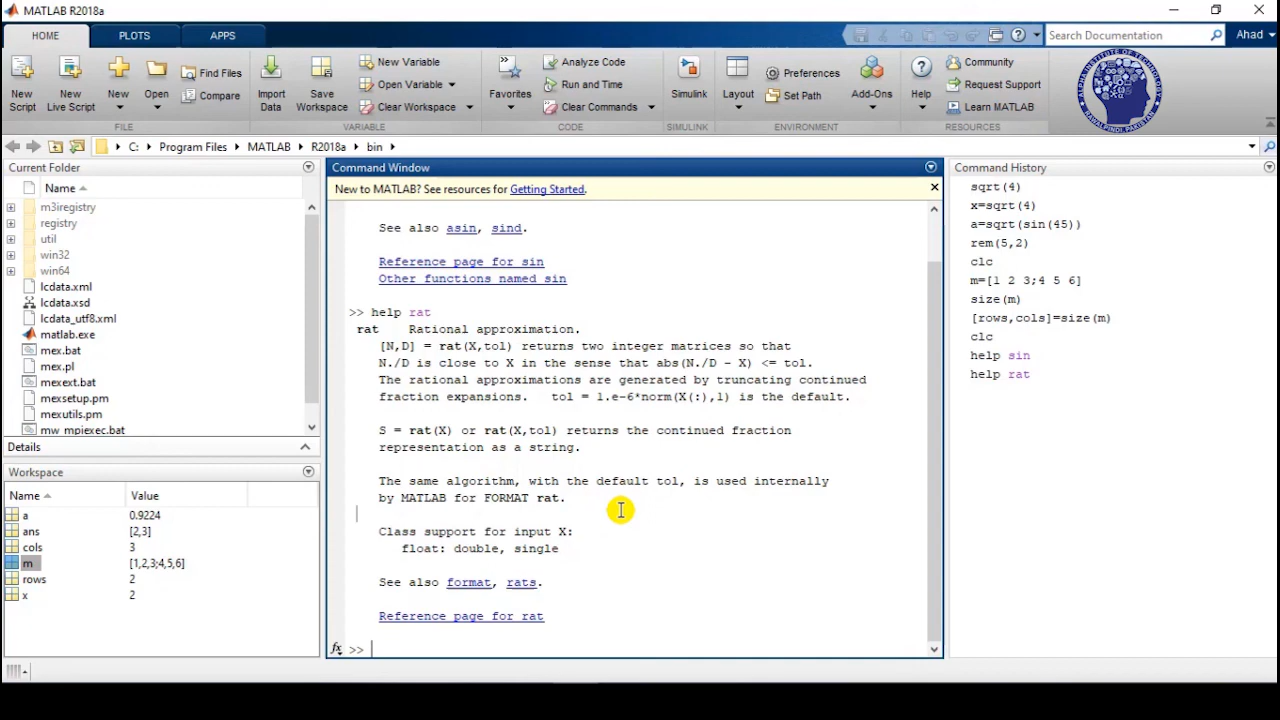 MATLAB R2018a
HOME PLOTS APPS
Search Documentation Ahad
New Script
New Live Script
New
Open
Find Files
Compare
FILE
Import Data
Save Workspace
New Variable
Open Variable
Clear Workspace
VARIABLE
Favorites
Analyze Code
Run and Time
Clear Commands
CODE
Simulink
SIMULINK
Layout
Preferences
Set Path
Add-Ons
ENVIRONMENT
Help
Community
Request Support
Learn MATLAB
RESOURCES
ALPHA INSTITUTE OF TECHNOLOGY
RAWALPINDI, PAKISTAN
C: Program Files MATLAB R2018a bin
Current Folder
Name
m3iregistry
registry
util
win32
win64
lcdata.xml
lcdata.xsd
lcdata_utf8.xml
matlab.exe
mex.bat
mex.pl
mexext.bat
mexsetup.pm
mexutils.pm
mw_mpiexec.bat
Details
Workspace
Name Value
a 0.9224
ans [2,3]
cols 3
m [1,2,3;4,5,6]
rows 2
x 2
Command Window
New to MATLAB? See resources for Getting Started.
See also asin, sind.
Reference page for sin
Other functions named sin
>> help rat
rat Rational approximation.
[N,D] = rat(X,tol) returns two integer matrices so that
N./D is close to X in the sense that abs(N./D - X) <= tol.
The rational approximations are generated by truncating continued
fraction expansions. tol = 1.e-6*norm(X(:),1) is the default.
S = rat(X) or rat(X,tol) returns the continued fraction
representation as a string.
The same algorithm, with the default tol, is used internally
by MATLAB for FORMAT rat.
Class support for input X:
float: double, single
See also format, rats.
Reference page for rat
fx >>
Command History
sqrt(4)
x=sqrt(4)
a=sqrt(sin(45))
rem(5,2)
clc
m=[1 2 3;4 5 6]
size(m)
[rows,cols]=size(m)
clc
help sin
help rat